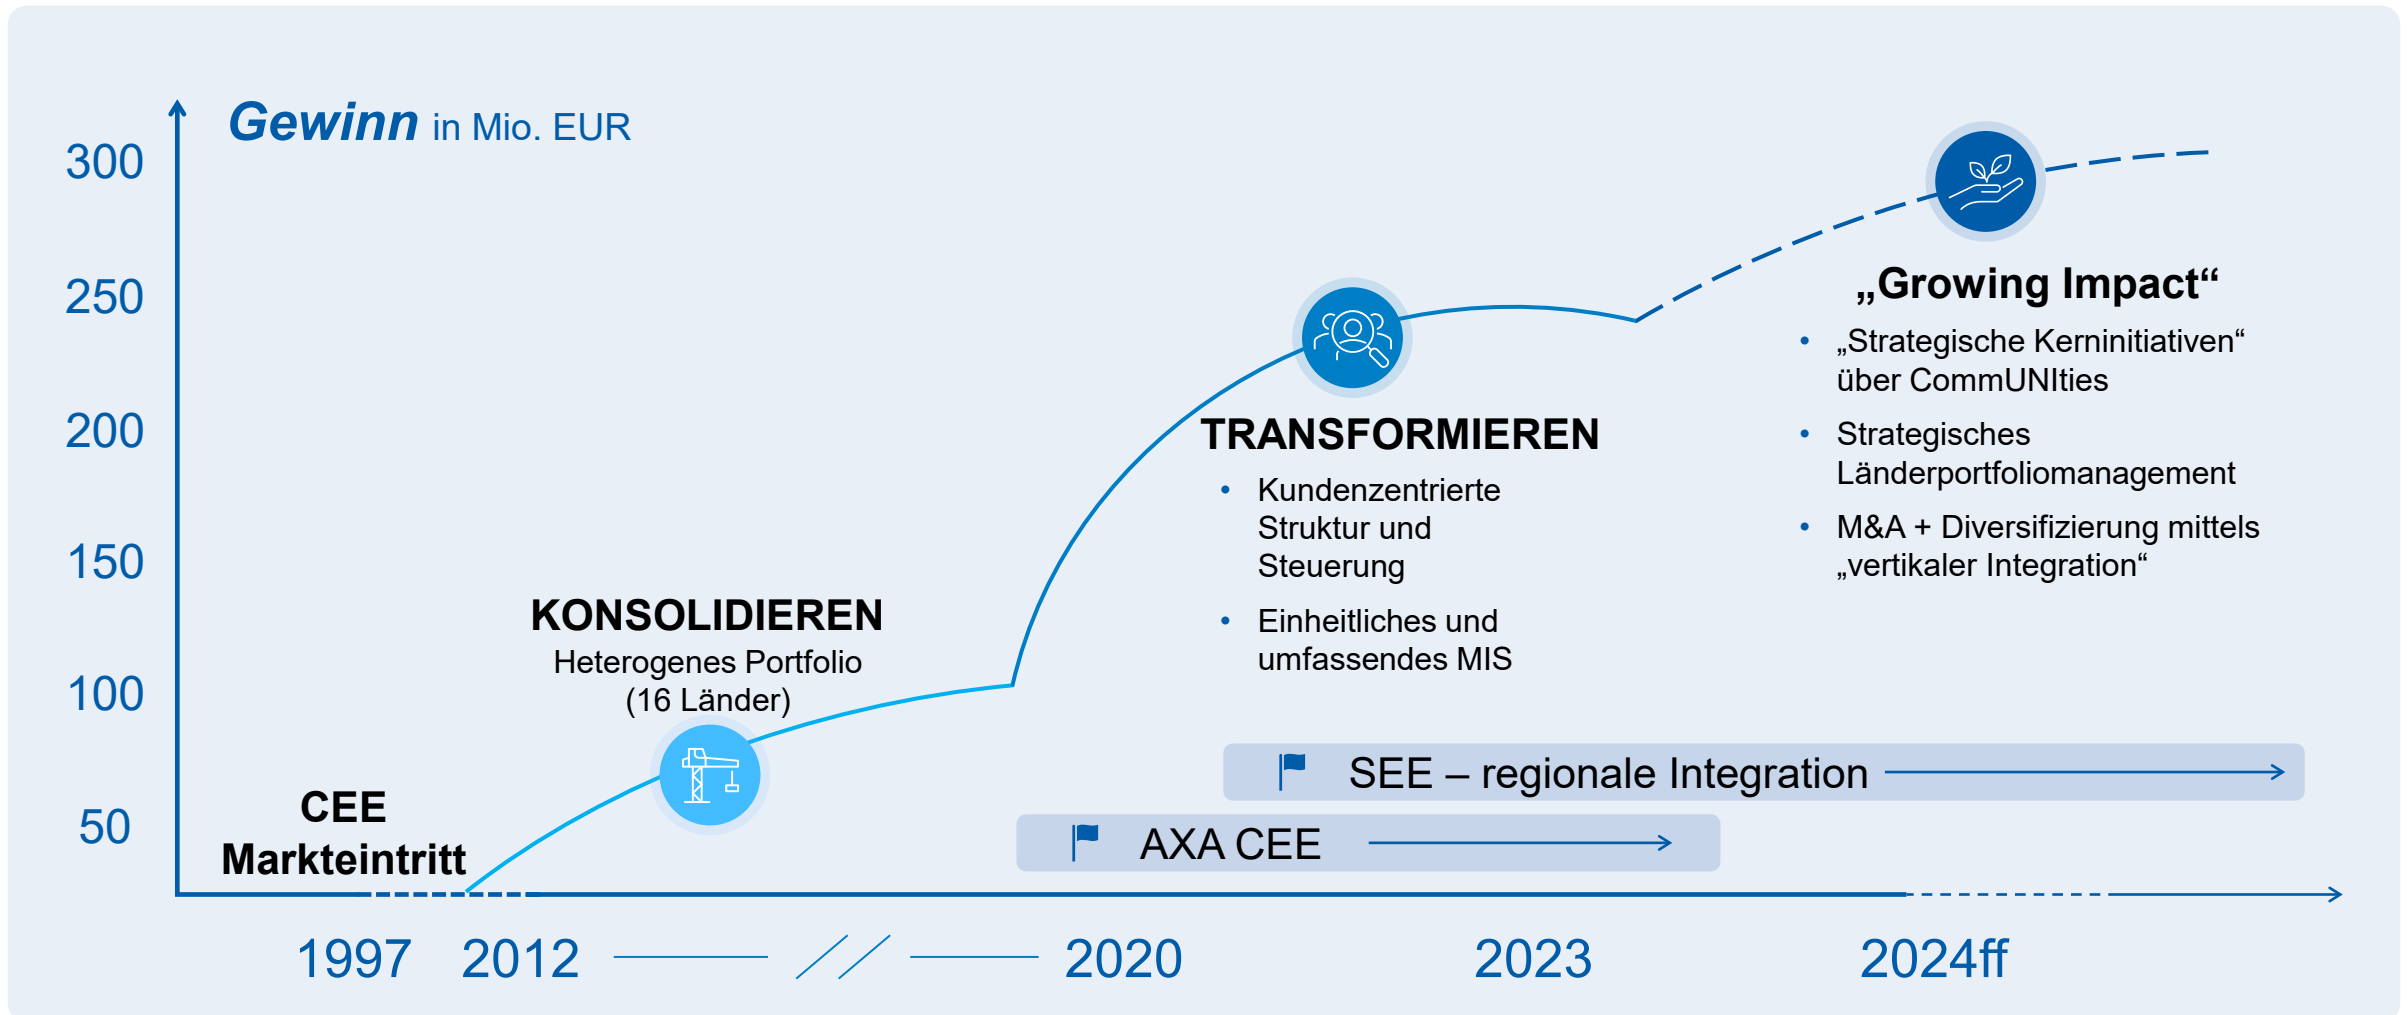 Gewinn in Mio. EUR
300
250
200
150
100
50
CEE
Markteintritt
KONSOLIDIEREN
Heterogenes Portfolio
(16 Länder)
TRANSFORMIEREN
• Kundenzentrierte
Struktur und
Steuerung
• Einheitliches und
umfassendes MIS
„Growing Impact“
• „Strategische Kerninitiativen“
über CommUNIties
• Strategisches
Länderportfoliomanagement
• M&A + Diversifizierung mittels
„vertikaler Integration“
SEE – regionale Integration
AXA CEE
1997 2012 2020 2023 2024ff